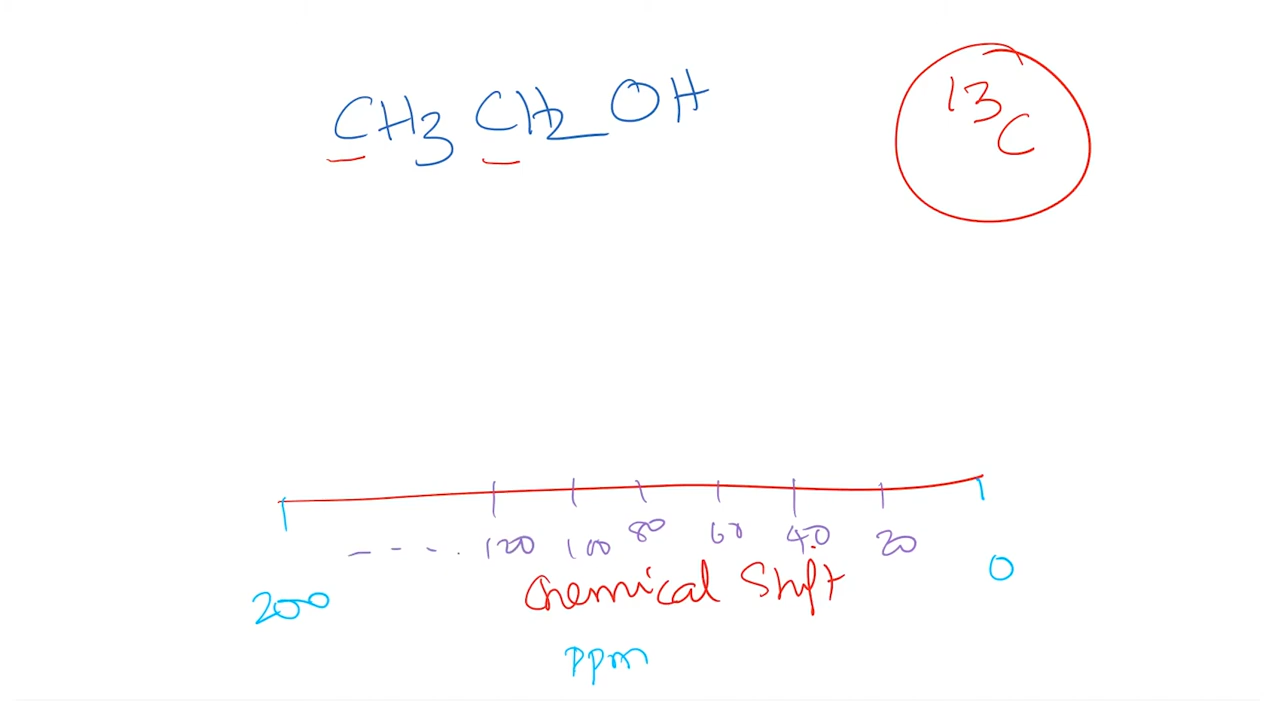 CH3 CH2 OH
13C
- - - . 120 100 80 60 40 20
200 0
Chemical Shift
ppm